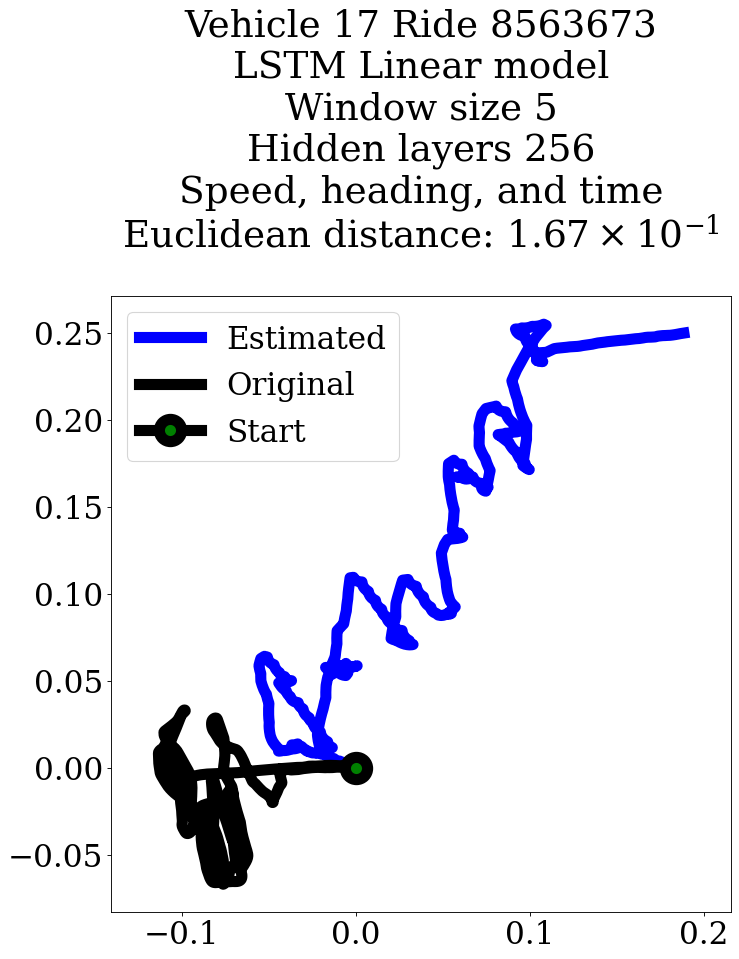 Vehicle 17 Ride 8563673
LSTM Linear model
Window size 5
Hidden layers 256
Speed, heading, and time
Euclidean distance: 1.67 × 10⁻¹
Estimated
Original
Start
0.25
0.20
0.15
0.10
0.05
0.00
−0.05
−0.1 0.0 0.1 0.2